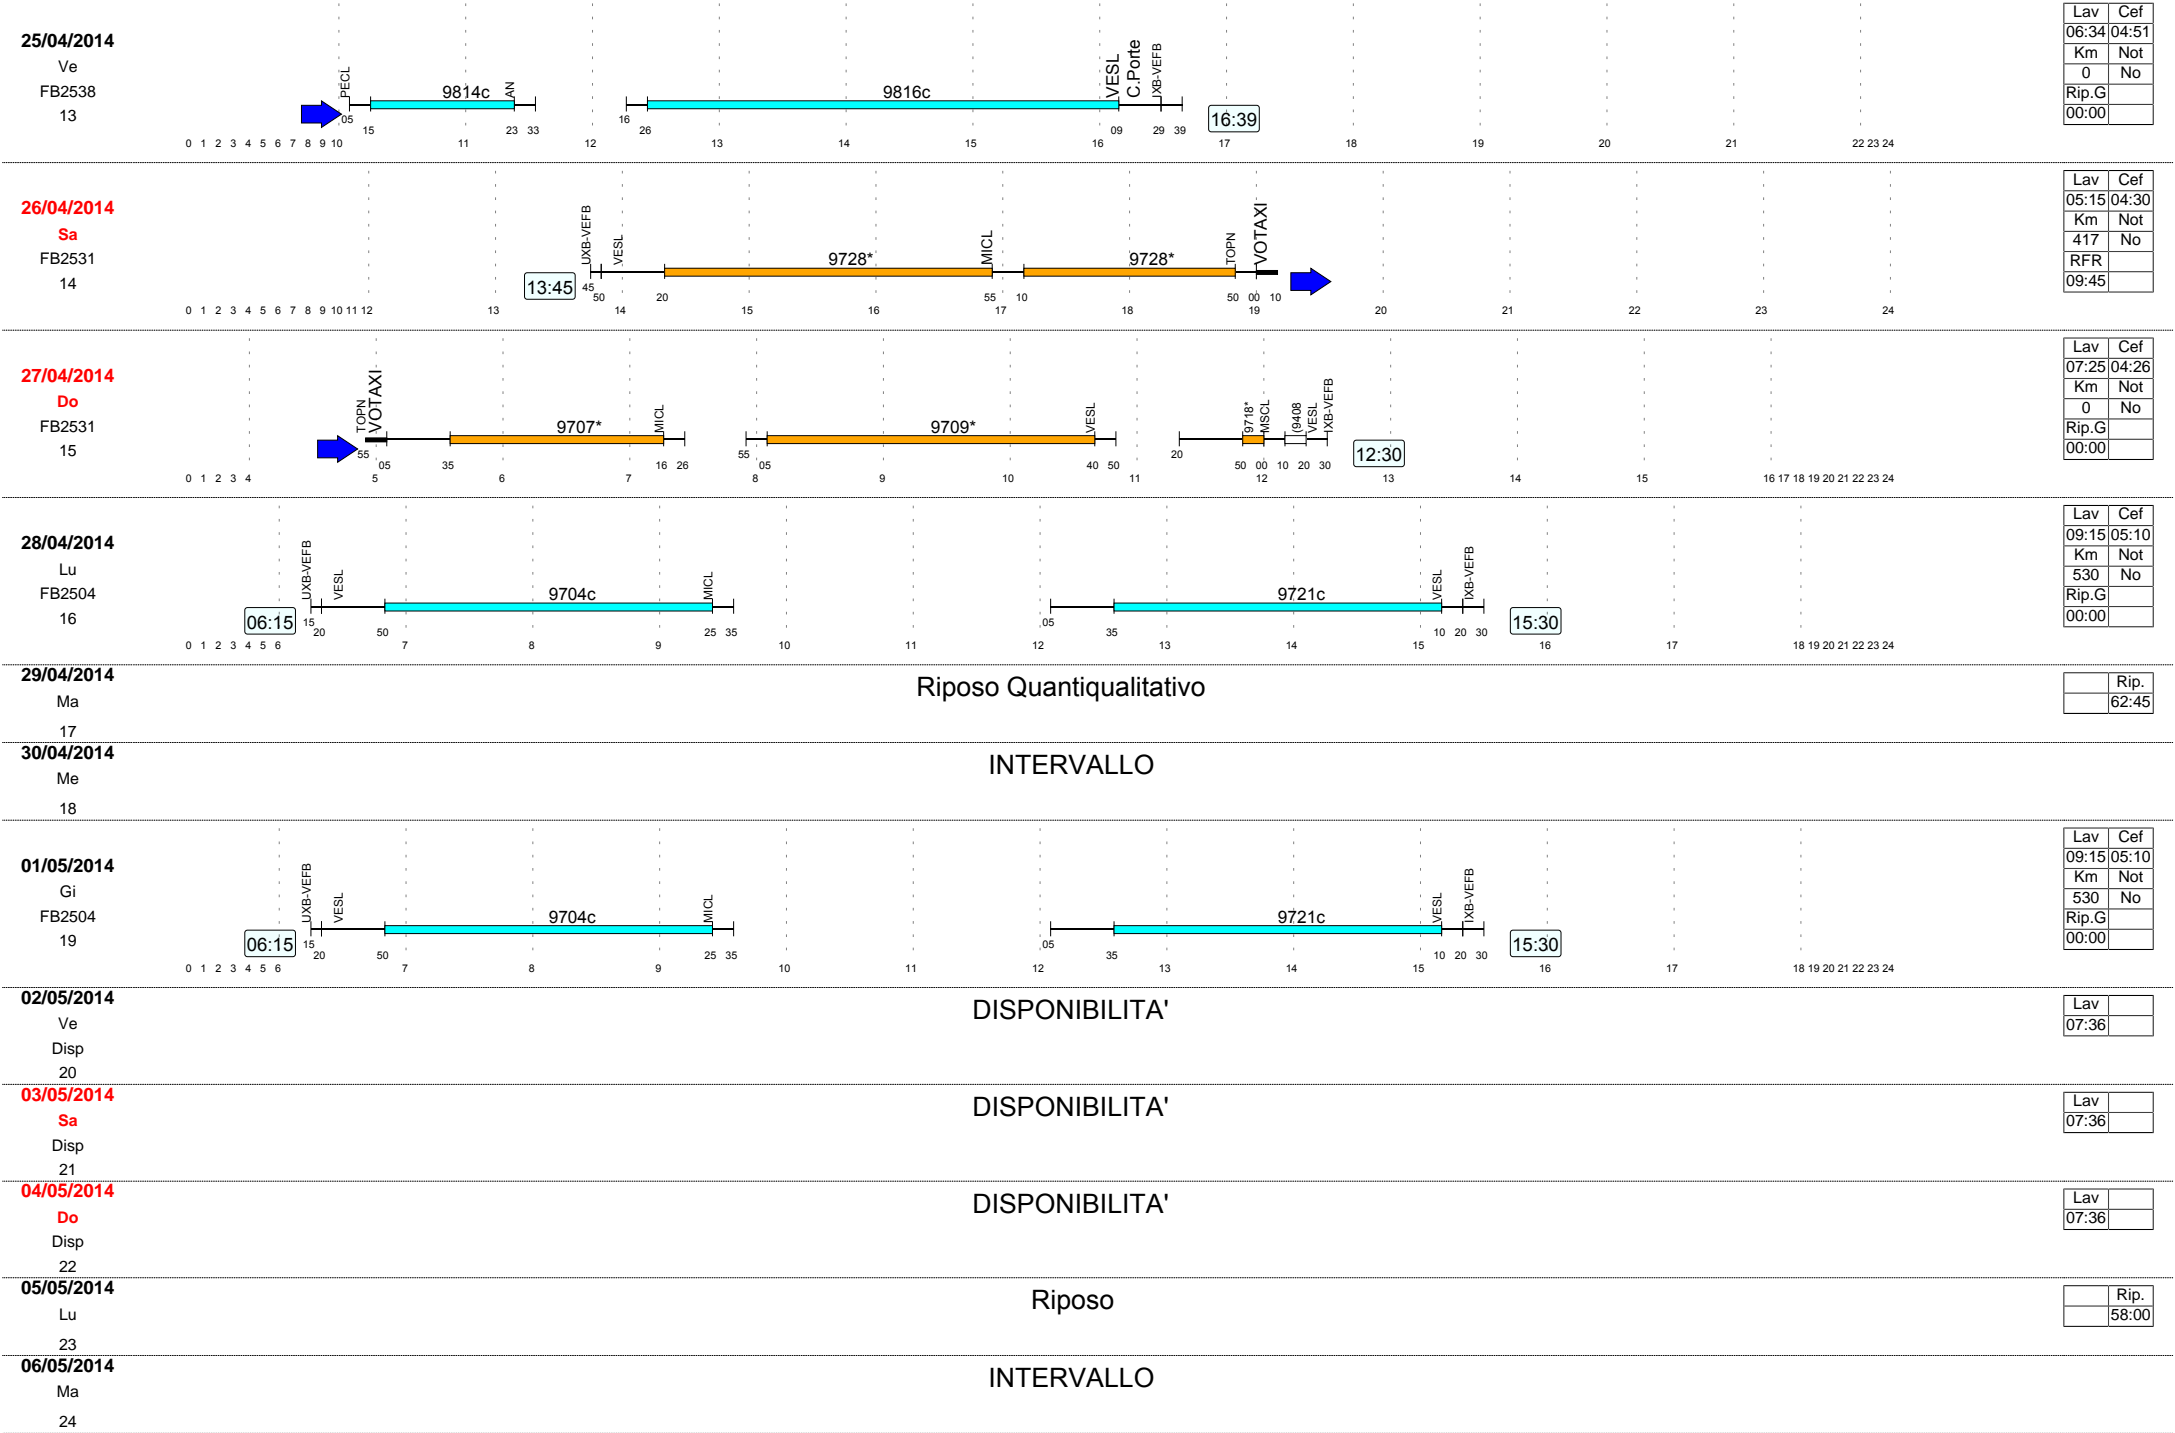 25/04/2014
Ve
FB2538
13
PECL
9814c
AN
9816c
VESL
C.Porte
IXB-VEFB
05 15 23 33 16 26 09 29 39
16:39
0 1 2 3 4 5 6 7 8 9 10 11 12 13 14 15 16 17 18 19 20 21 22 23 24
Lav Cef
06:34 04:51
Km Not
0 No
Rip.G
00:00
26/04/2014
Sa
FB2531
14
13:45
UXB-VEFB
VESL
9728*
MICL
9728*
TOPN
VOTAXI
45 50 20 55 10 50 00 10
0 1 2 3 4 5 6 7 8 9 10 11 12 13 14 15 16 17 18 19 20 21 22 23 24
Lav Cef
05:15 04:30
Km Not
417 No
RFR
09:45
27/04/2014
Do
FB2531
15
TOPN
VOTAXI
9707*
MICL
9709*
VESL
9718*
MSCL
(9408
VESL
IXB-VEFB
55 05 35 16 26 55 05 40 50 20 50 00 10 20 30
12:30
0 1 2 3 4 5 6 7 8 9 10 11 12 13 14 15 16 17 18 19 20 21 22 23 24
Lav Cef
07:25 04:26
Km Not
0 No
Rip.G
00:00
28/04/2014
Lu
FB2504
16
06:15
UXB-VEFB
VESL
9704c
MICL
9721c
VESL
IXB-VEFB
15 20 50 25 35 05 35 10 20 30
15:30
0 1 2 3 4 5 6 7 8 9 10 11 12 13 14 15 16 17 18 19 20 21 22 23 24
Lav Cef
09:15 05:10
Km Not
530 No
Rip.G
00:00
29/04/2014
Ma
17
Riposo Quantiqualitativo
Rip.
62:45
30/04/2014
Me
18
INTERVALLO
01/05/2014
Gi
FB2504
19
06:15
UXB-VEFB
VESL
9704c
MICL
9721c
VESL
IXB-VEFB
15 20 50 25 35 05 35 10 20 30
15:30
0 1 2 3 4 5 6 7 8 9 10 11 12 13 14 15 16 17 18 19 20 21 22 23 24
Lav Cef
09:15 05:10
Km Not
530 No
Rip.G
00:00
02/05/2014
Ve
Disp
20
DISPONIBILITA'
Lav
07:36
03/05/2014
Sa
Disp
21
DISPONIBILITA'
Lav
07:36
04/05/2014
Do
Disp
22
DISPONIBILITA'
Lav
07:36
05/05/2014
Lu
23
Riposo
Rip.
58:00
06/05/2014
Ma
24
INTERVALLO